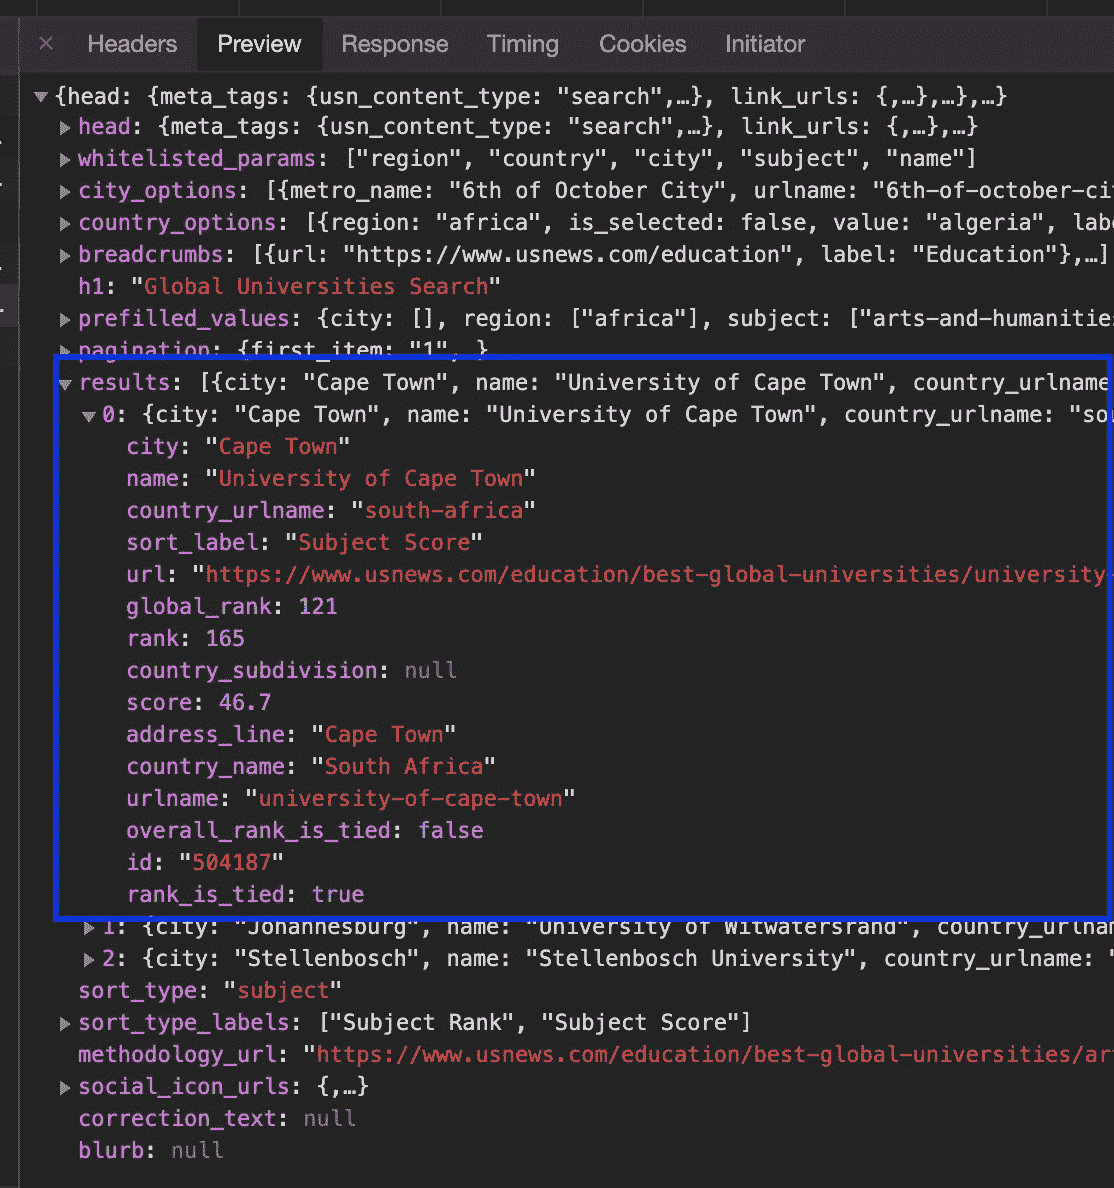 × Headers Preview Response Timing Cookies Initiator
{head: {meta_tags: {usn_content_type: "search",…}, link_urls: {,…},…},…}
head: {meta_tags: {usn_content_type: "search",…}, link_urls: {,…},…}
whitelisted_params: ["region", "country", "city", "subject", "name"]
city_options: [{metro_name: "6th of October City", urlname: "6th-of-october-cit
country_options: [{region: "africa", is_selected: false, value: "algeria", labe
breadcrumbs: [{url: "https://www.usnews.com/education", label: "Education"},…]
h1: "Global Universities Search"
prefilled_values: {city: [], region: ["africa"], subject: ["arts-and-humanities
pagination: {first_item: "1", }
results: [{city: "Cape Town", name: "University of Cape Town", country_urlname
0: {city: "Cape Town", name: "University of Cape Town", country_urlname: "sou
city: "Cape Town"
name: "University of Cape Town"
country_urlname: "south-africa"
sort_label: "Subject Score"
url: "https://www.usnews.com/education/best-global-universities/university-
global_rank: 121
rank: 165
country_subdivision: null
score: 46.7
address_line: "Cape Town"
country_name: "South Africa"
urlname: "university-of-cape-town"
overall_rank_is_tied: false
id: "504187"
rank_is_tied: true
1: {city: "Johannesburg", name: "University of Witwatersrand", country_urlnam
2: {city: "Stellenbosch", name: "Stellenbosch University", country_urlname: "
sort_type: "subject"
sort_type_labels: ["Subject Rank", "Subject Score"]
methodology_url: "https://www.usnews.com/education/best-global-universities/ar
social_icon_urls: {,…}
correction_text: null
blurb: null